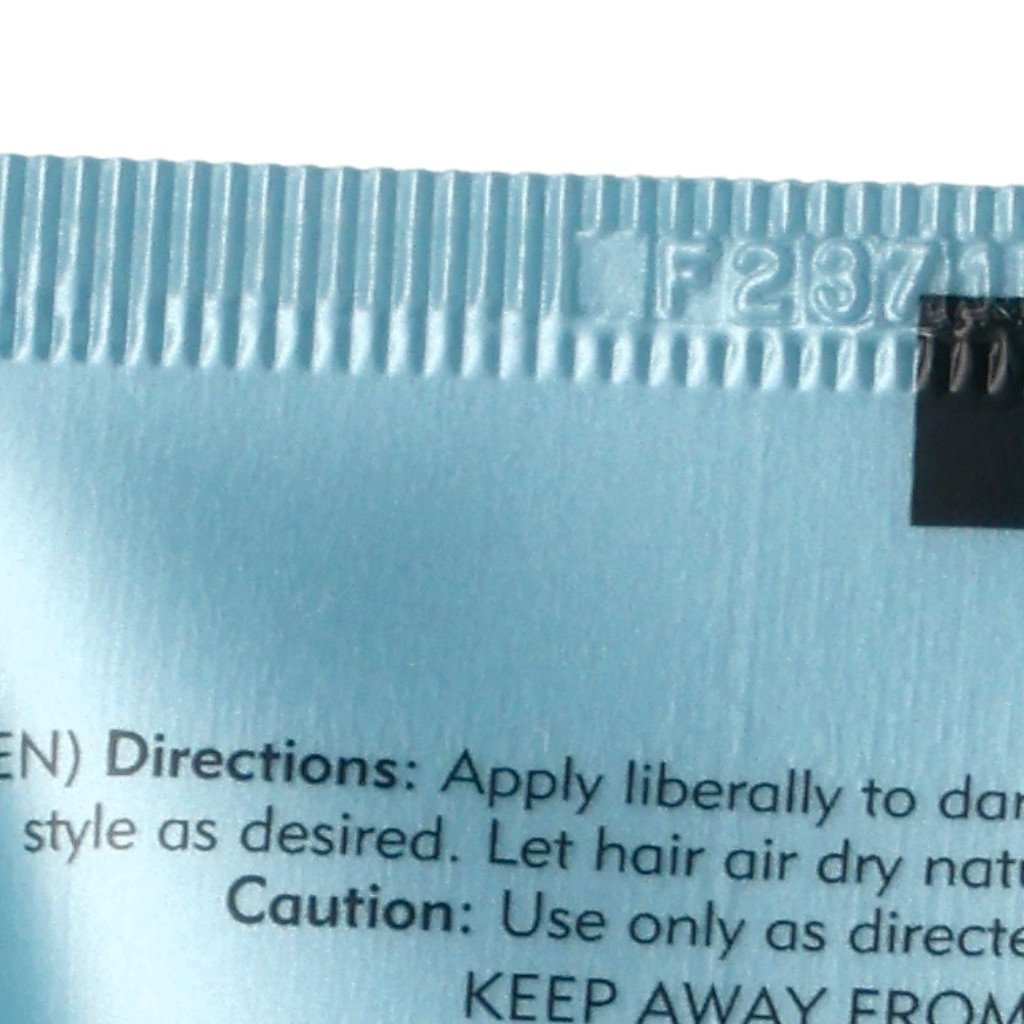 F2371
EN) Directions: Apply liberally to dar
style as desired. Let hair air dry natu
Caution: Use only as directe
KEEP AWAY FROM